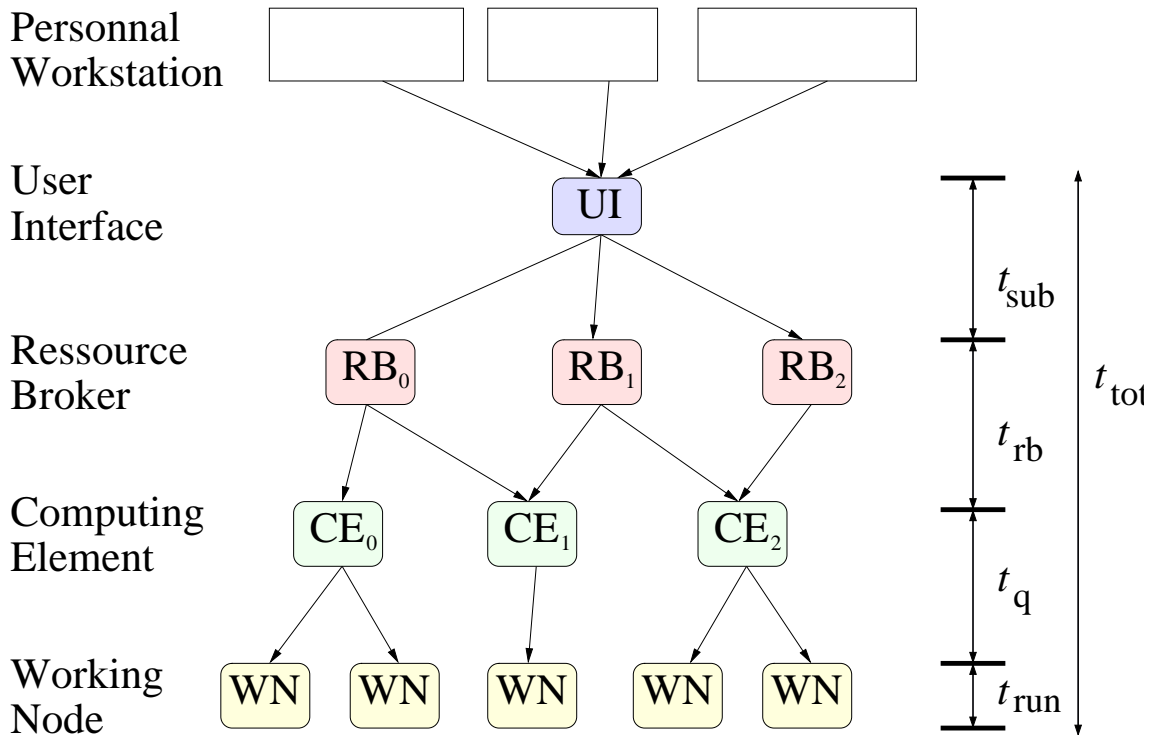 Personnal
Workstation
User
Interface
UI
t_sub
Ressource
Broker
RB₀ RB₁ RB₂
t_tot
t_rb
Computing
Element
CE₀ CE₁ CE₂
t_q
Working
Node
WN WN WN WN WN
t_run